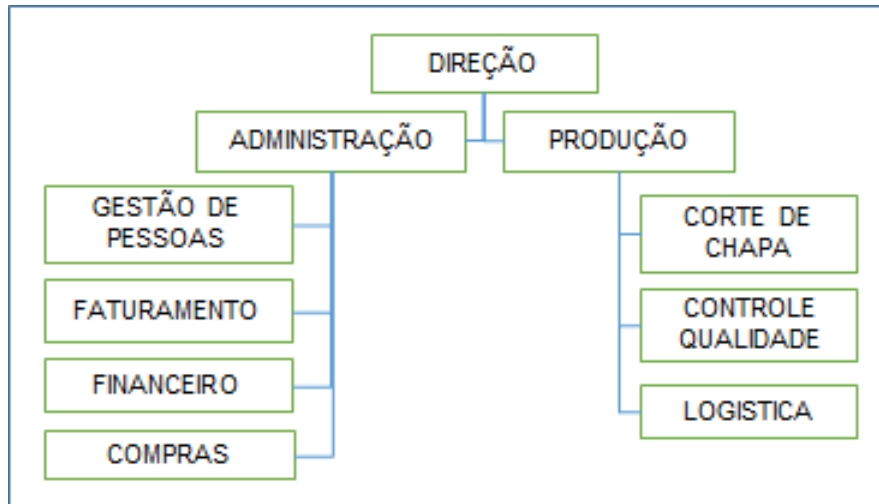 DIREÇÃO
ADMINISTRAÇÃO
PRODUÇÃO
GESTÃO DE
PESSOAS
FATURAMENTO
FINANCEIRO
COMPRAS
CORTE DE
CHAPA
CONTROLE
QUALIDADE
LOGISTICA